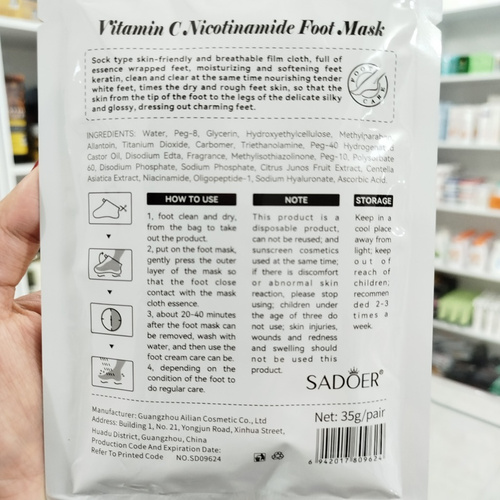 Vitamin C Nicotinamide Foot Mask
Sock type skin-friendly and breathable film cloth, full of
essence wrapped feet, moisturizing and softening feet
keratin, clean and clear at the same time nourishing tender
white feet, times the dry and rough feet skin, so that the
skin from the tip of the foot to the legs of the delicate silky
and glossy, dressing out charming feet.
FOOT
CARE
INGREDIENTS: Water, Peg-8, Glycerin, Hydroxyethylcellulose, Methylparaben,
Allantoin, Titanium Dioxide, Carbomer, Triethanolamine, Peg-40 Hydrogenated
Castor Oil, Disodium Edta, Fragrance, Methylisothiazolinone, Peg-10, Polysorbate
60, Disodium Phosphate, Sodium Phosphate, Citrus Junos Fruit Extract, Centella
Asiatica Extract, Niacinamide, Oligopeptide-1, Sodium Hyaluronate, Ascorbic Acid.
HOW TO USE
1, foot clean and dry,
from the bag to take
out the product.
2, put on the foot mask,
gently press the outer
layer of the mask so
that the foot close
contact with the mask
cloth essence.
3, about 20-40 minutes
after the foot mask can
be removed, wash with
water, and then use the
foot cream care can be.
4, depending on the
condition of the foot to
do regular care.
NOTE
This product is a
disposable product,
can not be reused; and
sunscreen cosmetics
used at the same time;
if there is discomfort
or abnormal skin
reaction, please stop
using; children under
the age of three do
not use; skin injuries,
wounds and redness
and swelling should
not be used this
product.
STORAGE
Keep in a
cool place
away from
light; keep
out of
reach of
children;
recommen
ded 2-3
times a
week.
SADOER®
Manufacturer: Guangzhou Ailian Cosmetic Co., Ltd
Address: Building 1, No. 21, Yongjun Road, Xinhua Street,
Huadu District, Guangzhou, China
Production Code And Expiration Date:
Refer To Printed Code NO.SD09624
Net: 35g/pair
6 942017 809624